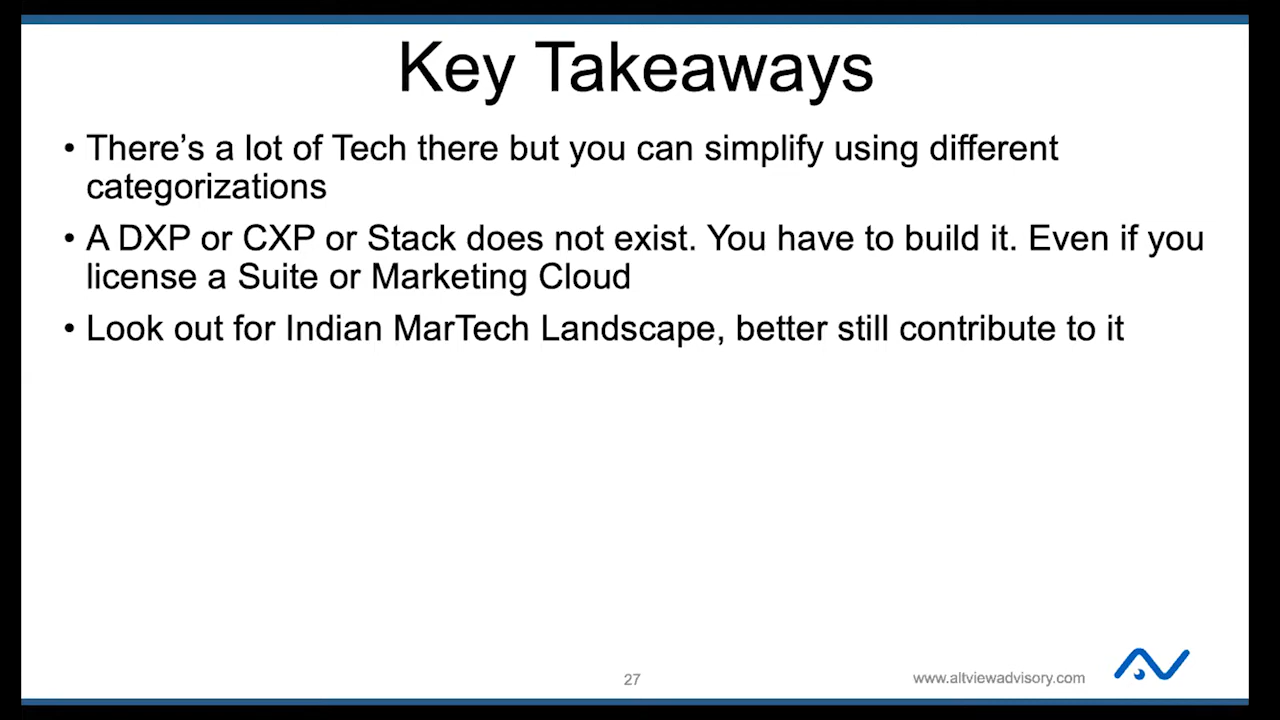 Key Takeaways
• There’s a lot of Tech there but you can simplify using different
categorizations
• A DXP or CXP or Stack does not exist. You have to build it. Even if you
license a Suite or Marketing Cloud
• Look out for Indian MarTech Landscape, better still contribute to it
27
www.altviewadvisory.com